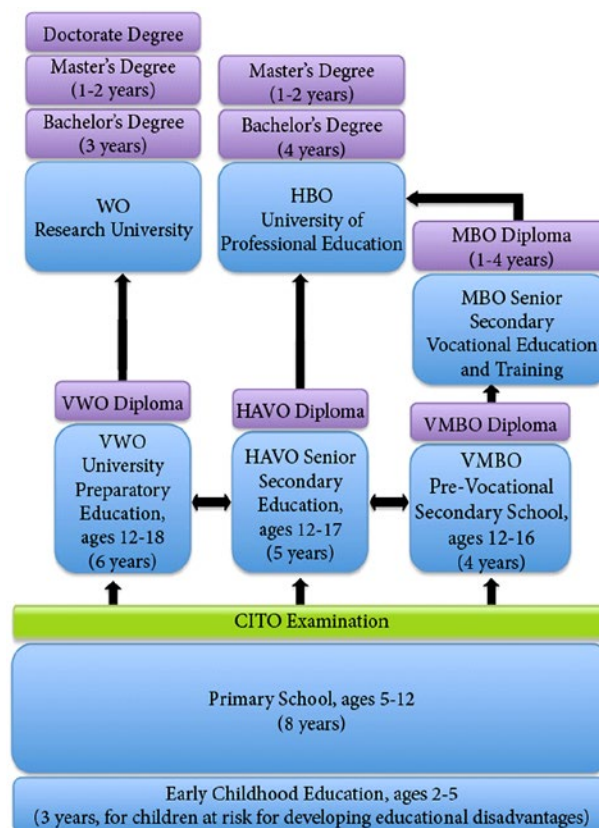 Doctorate Degree
Master's Degree
(1-2 years)
Bachelor's Degree
(3 years)
WO
Research University
Master's Degree
(1-2 years)
Bachelor's Degree
(4 years)
HBO
University of
Professional Education
MBO Diploma
(1-4 years)
MBO Senior
Secondary
Vocational Education
and Training
VWO Diploma
VWO
University
Preparatory
Education,
ages 12-18
(6 years)
HAVO Diploma
HAVO Senior
Secondary
Education,
ages 12-17
(5 years)
VMBO Diploma
VMBO
Pre-Vocational
Secondary School,
ages 12-16
(4 years)
CITO Examination
Primary School, ages 5-12
(8 years)
Early Childhood Education, ages 2-5
(3 years, for children at risk for developing educational disadvantages)